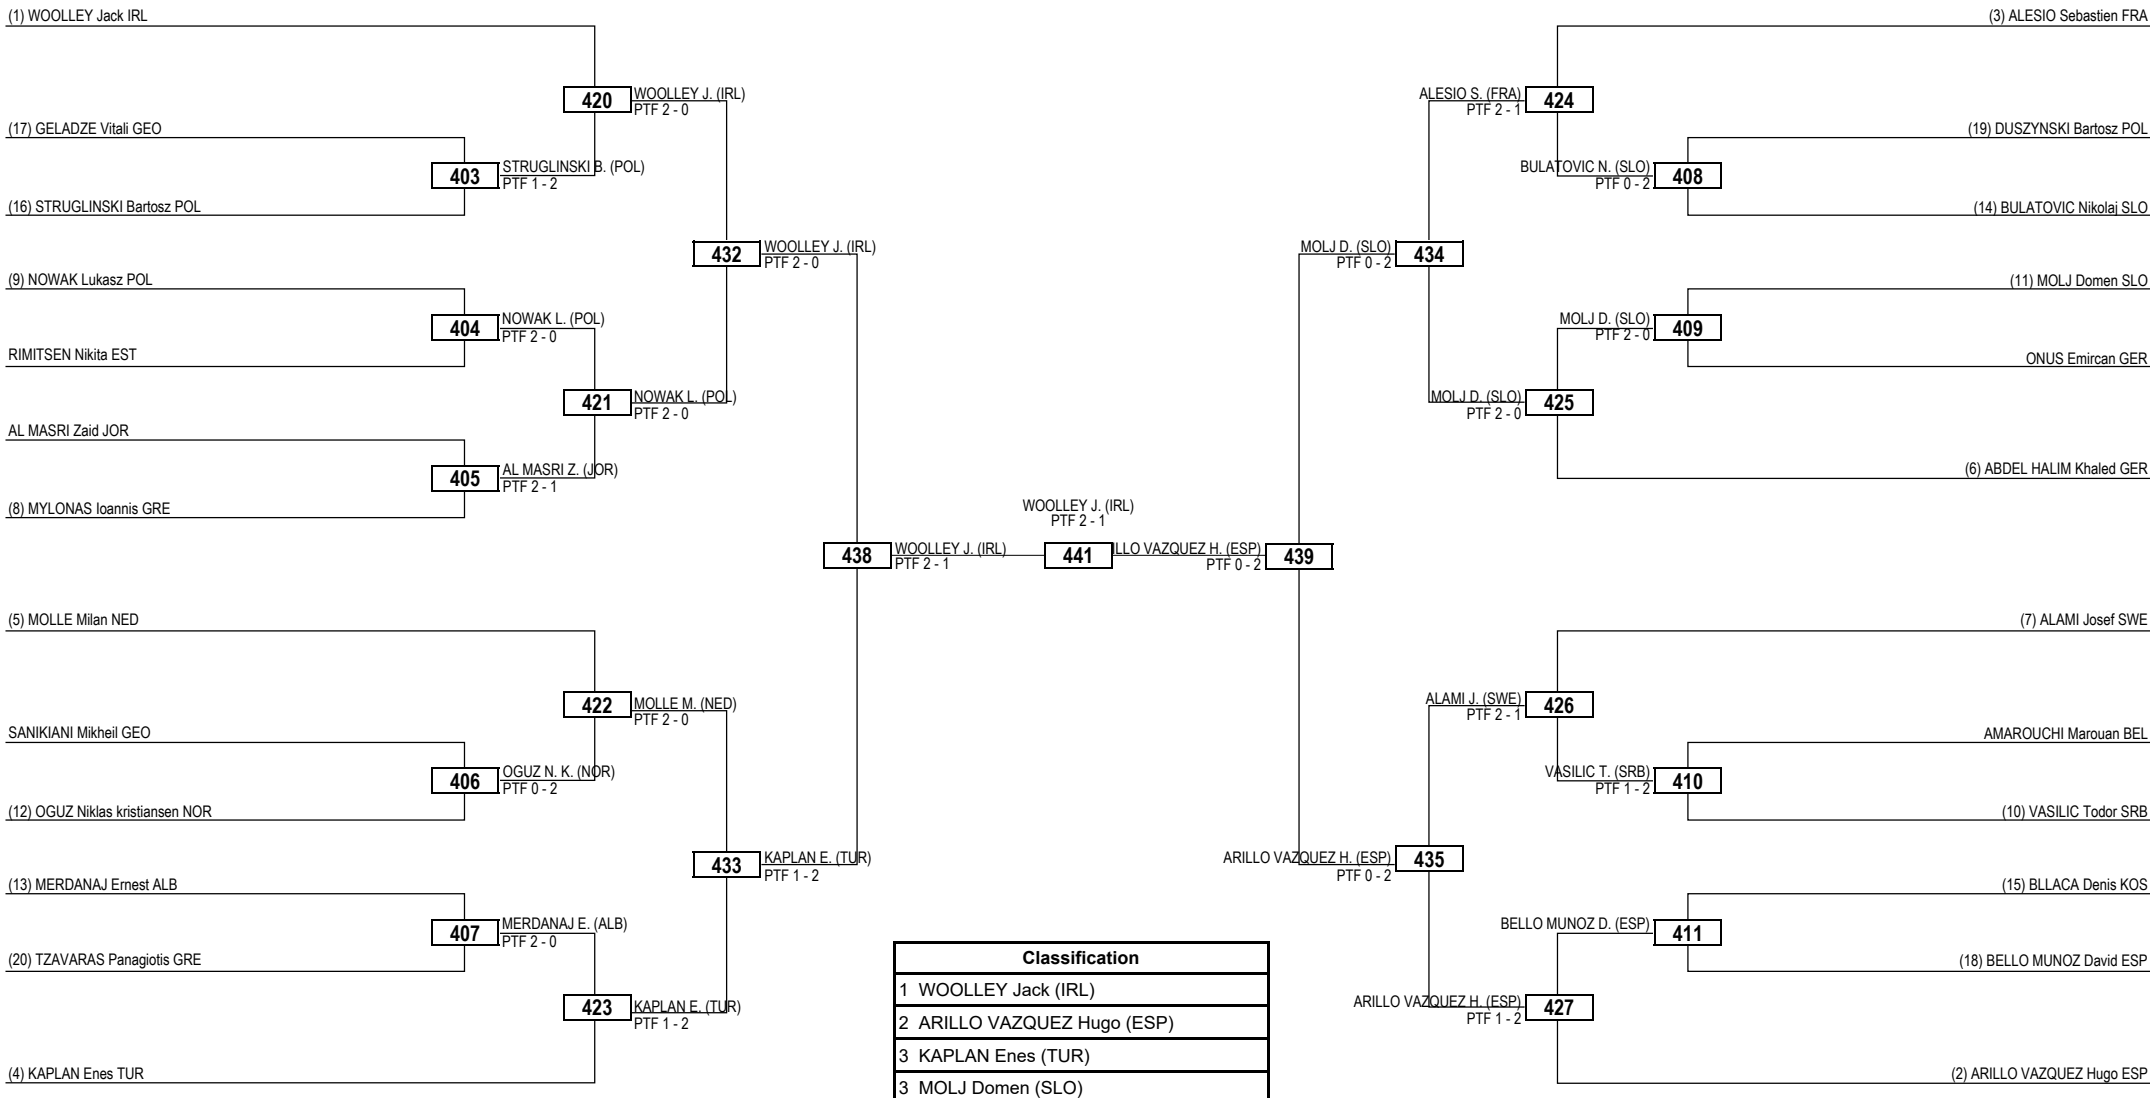 (1) WOOLLEY Jack IRL
(3) ALESIO Sebastien FRA
420
WOOLLEY J. (IRL)
PTF 2 - 0
ALESIO S. (FRA)
PTF 2 - 1
424
(17) GELADZE Vitali GEO
(19) DUSZYNSKI Bartosz POL
403
STRUGLINSKI B. (POL)
PTF 1 - 2
BULATOVIC N. (SLO)
PTF 0 - 2
408
(16) STRUGLINSKI Bartosz POL
(14) BULATOVIC Nikolaj SLO
432
WOOLLEY J. (IRL)
PTF 2 - 0
MOLJ D. (SLO)
PTF 0 - 2
434
(9) NOWAK Lukasz POL
(11) MOLJ Domen SLO
404
NOWAK L. (POL)
PTF 2 - 0
MOLJ D. (SLO)
PTF 2 - 0
409
RIMITSEN Nikita EST
ONUS Emircan GER
421
NOWAK L. (POL)
PTF 2 - 0
MOLJ D. (SLO)
PTF 2 - 0
425
AL MASRI Zaid JOR
405
AL MASRI Z. (JOR)
PTF 2 - 1
(6) ABDEL HALIM Khaled GER
(8) MYLONAS Ioannis GRE
WOOLLEY J. (IRL)
PTF 2 - 1
438
WOOLLEY J. (IRL)
PTF 2 - 1
441
LLO VAZQUEZ H. (ESP)
PTF 0 - 2
439
(5) MOLLE Milan NED
(7) ALAMI Josef SWE
422
MOLLE M. (NED)
PTF 2 - 0
ALAMI J. (SWE)
PTF 2 - 1
426
SANIKIANI Mikheil GEO
AMAROUCHI Marouan BEL
406
OGUZ N. K. (NOR)
PTF 0 - 2
VASILIC T. (SRB)
PTF 1 - 2
410
(12) OGUZ Niklas kristiansen NOR
(10) VASILIC Todor SRB
433
KAPLAN E. (TUR)
PTF 1 - 2
ARILLO VAZQUEZ H. (ESP)
PTF 0 - 2
435
(13) MERDANAJ Ernest ALB
(15) BLLACA Denis KOS
407
MERDANAJ E. (ALB)
PTF 2 - 0
BELLO MUNOZ D. (ESP)
411
(20) TZAVARAS Panagiotis GRE
(18) BELLO MUNOZ David ESP
423
KAPLAN E. (TUR)
PTF 1 - 2
ARILLO VAZQUEZ H. (ESP)
PTF 1 - 2
427
(4) KAPLAN Enes TUR
(2) ARILLO VAZQUEZ Hugo ESP
Classification
1 WOOLLEY Jack (IRL)
2 ARILLO VAZQUEZ Hugo (ESP)
3 KAPLAN Enes (TUR)
3 MOLJ Domen (SLO)